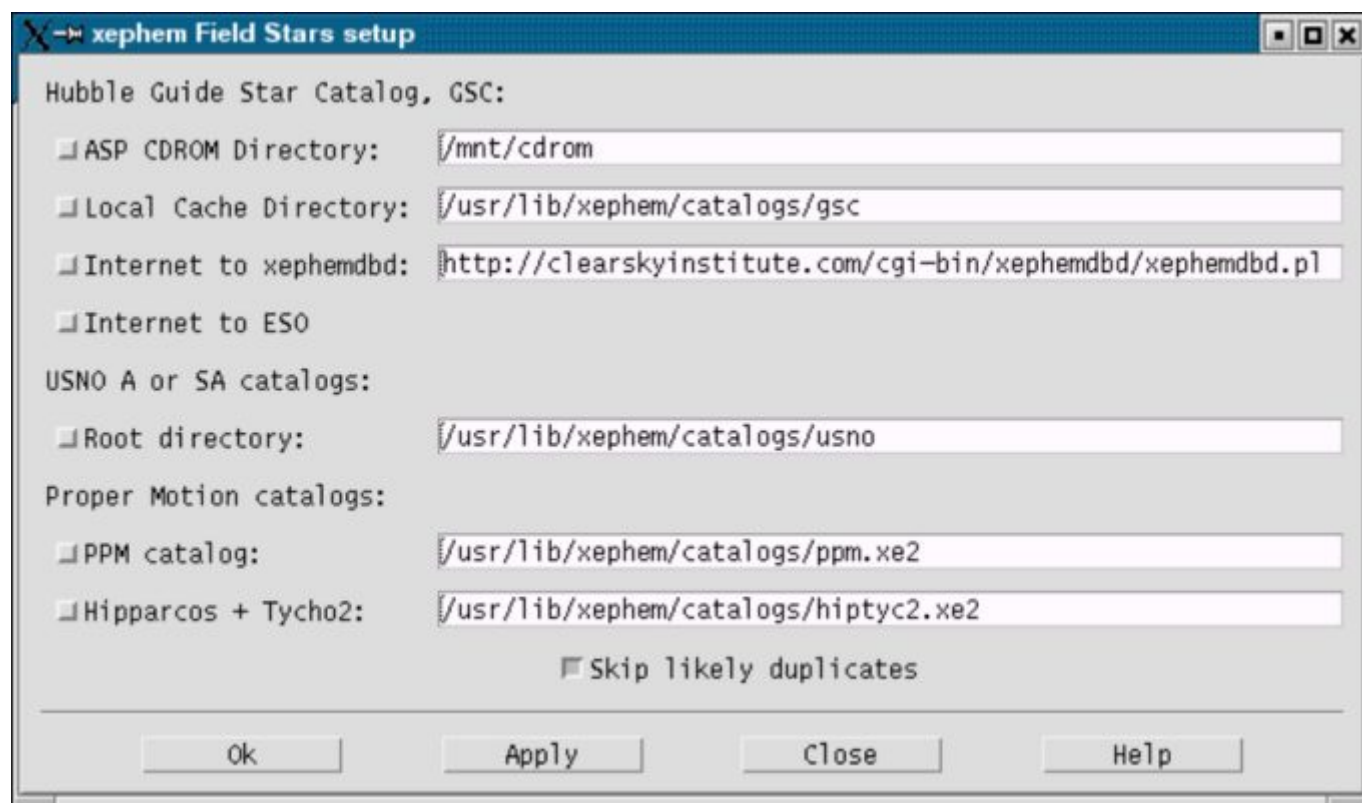 xephem Field Stars setup
Hubble Guide Star Catalog, GSC:
ASP CDROM Directory: /mnt/cdrom
Local Cache Directory: /usr/lib/xephem/catalogs/gsc
Internet to xephemdbd: http://clearskyinstitute.com/cgi-bin/xephemdbd/xephemdbd.pl
Internet to ESO
USNO A or SA catalogs:
Root directory: /usr/lib/xephem/catalogs/usno
Proper Motion catalogs:
PPM catalog: /usr/lib/xephem/catalogs/ppm.xe2
Hipparcos + Tycho2: /usr/lib/xephem/catalogs/hiptyc2.xe2
Skip likely duplicates
Ok Apply Close Help